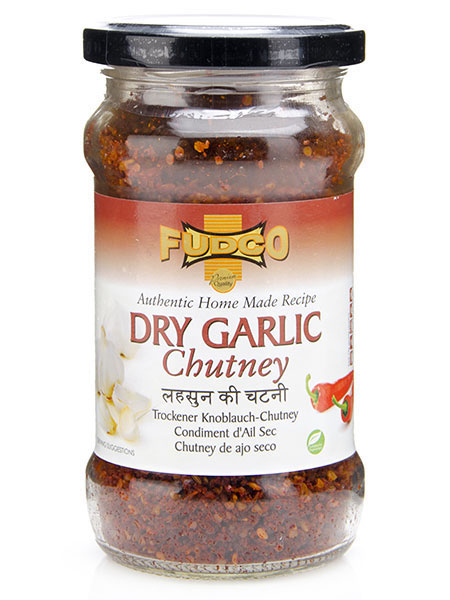 FUDCO
Premium
Quality
Authentic Home Made Recipe
DRY GARLIC
Chutney
लहसुन की चटनी
Trockener Knoblauch-Chutney
Condiment d'Ail Sec
Chutney de ajo seco
SUGGESTIONS